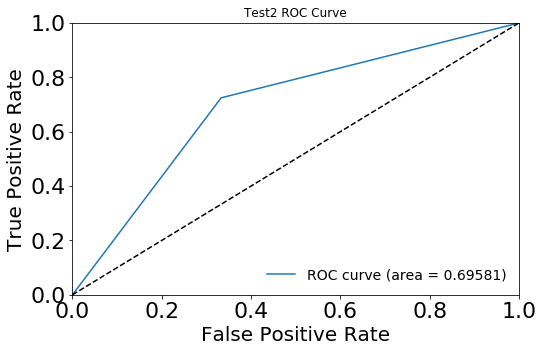 Test2 ROC Curve
True Positive Rate
1.0
0.8
0.6
0.4
0.2
0.0
ROC curve (area = 0.69581)
0.0 0.2 0.4 0.6 0.8 1.0
False Positive Rate